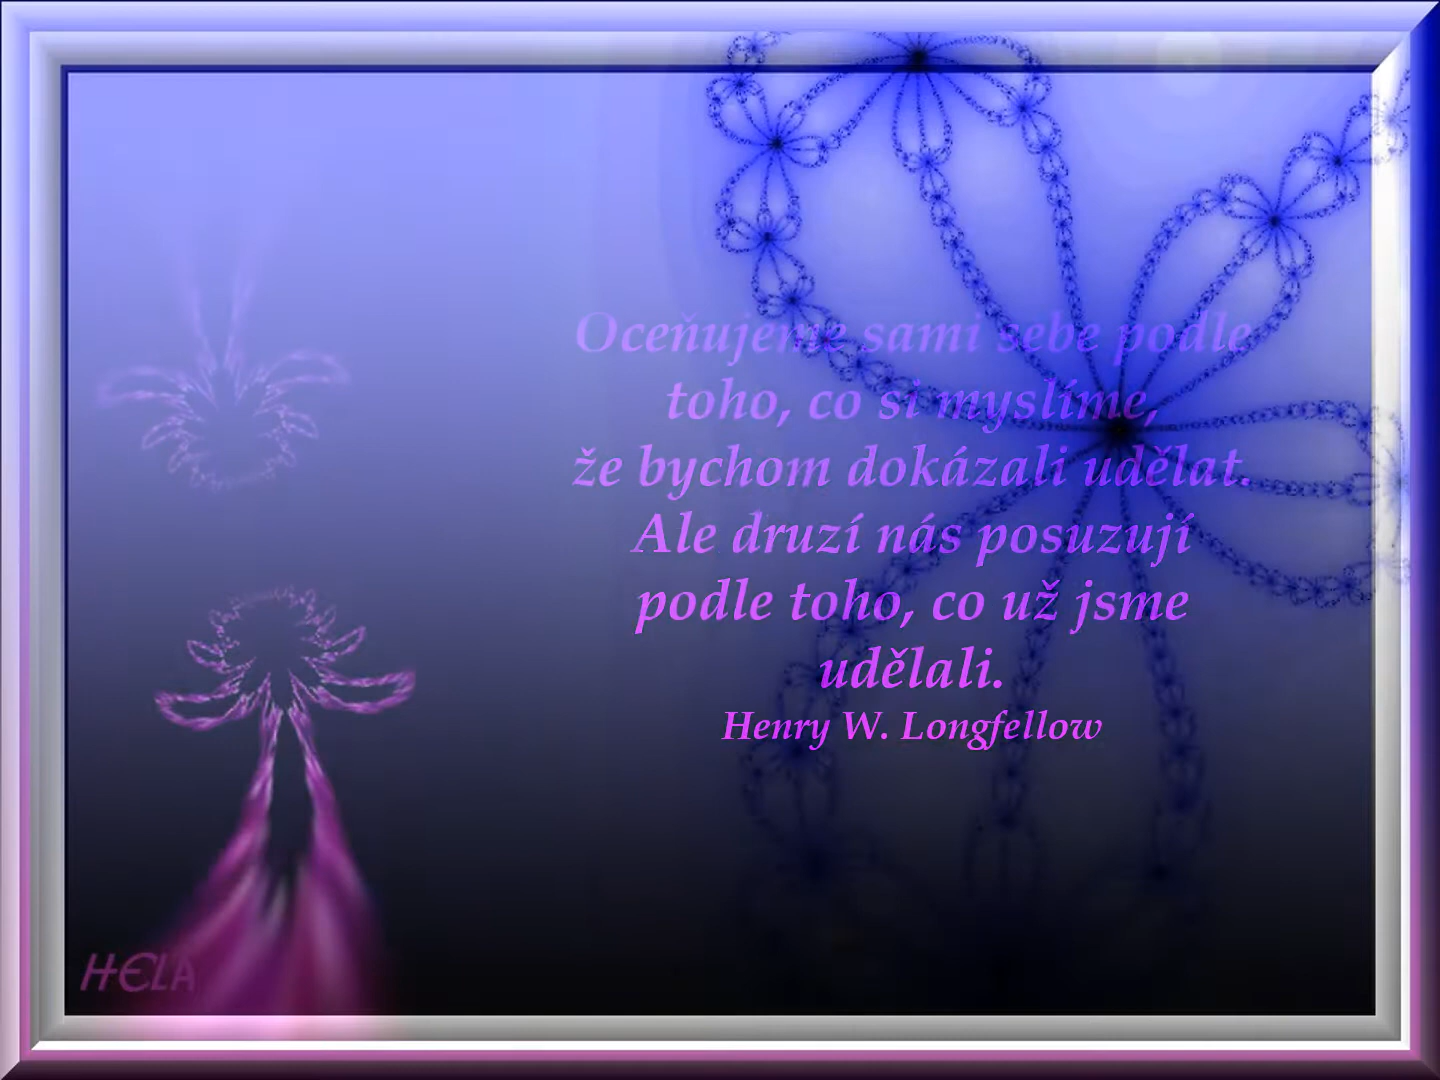 Oceňujeme sami sebe podle
toho, co si myslíme,
že bychom dokázali udělat.
Ale druzí nás posuzují
podle toho, co už jsme
udělali.
Henry W. Longfellow
HELA